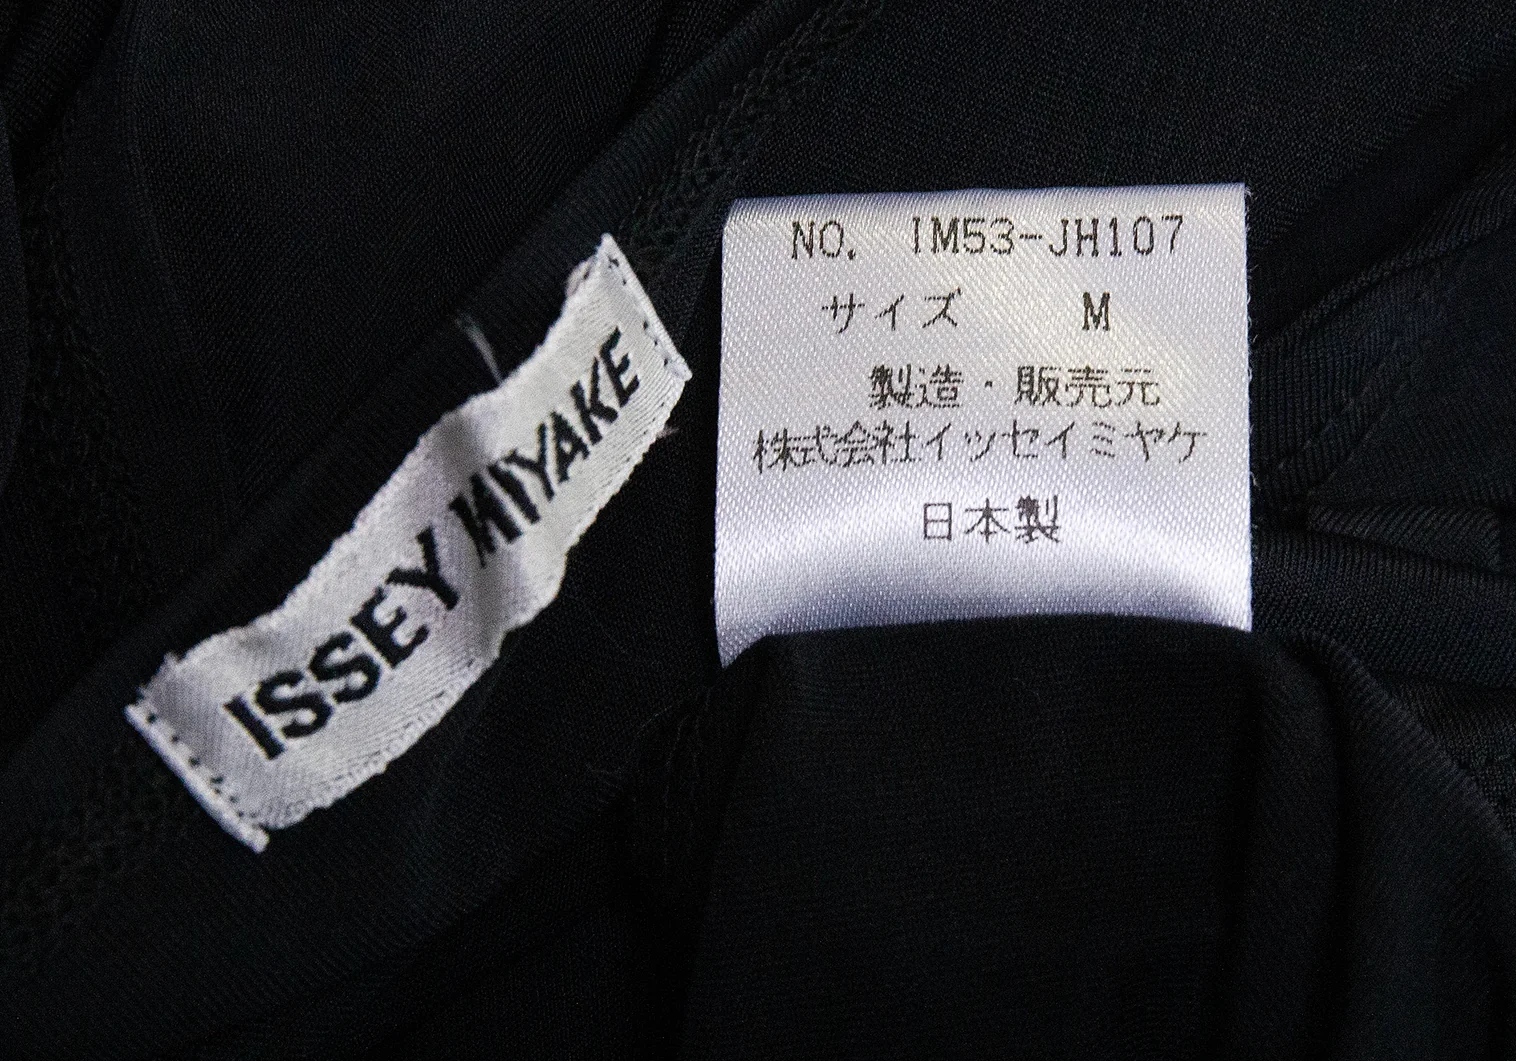 ISSEY MIYAKE
NO. IM53-JH107
サイズ M
製造・販売元
株式会社イッセイミヤケ
日本製